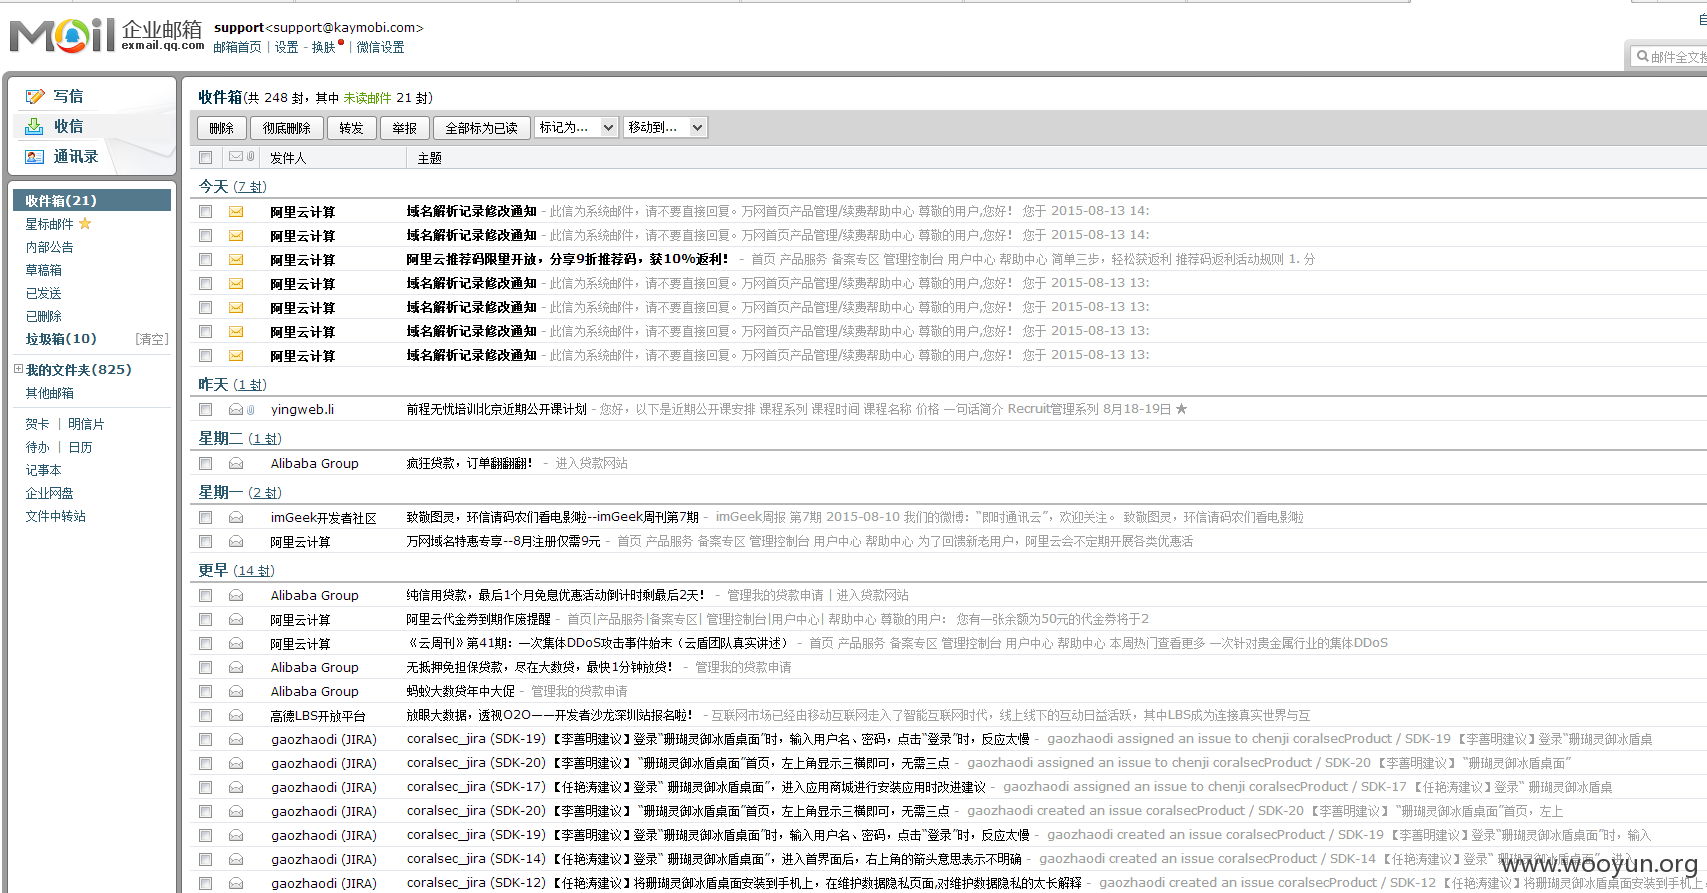 Mail 企业邮箱 exmail.qq.com
support<support@kaymobi.com>
邮箱首页 | 设置 - 换肤 | 微信设置
邮件全文搜
写信
收信
通讯录
收件箱(21)
星标邮件
内部公告
草稿箱
已发送
已删除
垃圾箱(10) [清空]
我的文件夹(825)
其他邮箱
贺卡 | 明信片
待办 | 日历
记事本
企业网盘
文件中转站
收件箱(共 248 封，其中 未读邮件 21 封)
删除 彻底删除 转发 举报 全部标为已读 标记为... 移动到...
发件人 主题
今天 (7 封)
阿里云计算 域名解析记录修改通知 - 此信为系统邮件，请不要直接回复。万网首页产品管理/续费帮助中心 尊敬的用户,您好！ 您于 2015-08-13 14:
阿里云计算 域名解析记录修改通知 - 此信为系统邮件，请不要直接回复。万网首页产品管理/续费帮助中心 尊敬的用户,您好！ 您于 2015-08-13 14:
阿里云计算 阿里云推荐码限量开放，分享9折推荐码，获10%返利！ - 首页 产品服务 备案专区 管理控制台 用户中心 帮助中心 简单三步，轻松获返利 推荐码返利活动规则 1. 分
阿里云计算 域名解析记录修改通知 - 此信为系统邮件，请不要直接回复。万网首页产品管理/续费帮助中心 尊敬的用户,您好！ 您于 2015-08-13 13:
阿里云计算 域名解析记录修改通知 - 此信为系统邮件，请不要直接回复。万网首页产品管理/续费帮助中心 尊敬的用户,您好！ 您于 2015-08-13 13:
阿里云计算 域名解析记录修改通知 - 此信为系统邮件，请不要直接回复。万网首页产品管理/续费帮助中心 尊敬的用户,您好！ 您于 2015-08-13 13:
阿里云计算 域名解析记录修改通知 - 此信为系统邮件，请不要直接回复。万网首页产品管理/续费帮助中心 尊敬的用户,您好！ 您于 2015-08-13 13:
昨天 (1 封)
yingweb.li 前程无忧培训北京近期公开课计划 - 您好，以下是近期公开课安排 课程系列 课程时间 课程名称 价格 一句话简介 Recruit管理系列 8月18-19日 ★
星期二 (1 封)
Alibaba Group 疯狂贷款，订单翻翻翻！ - 进入贷款网站
星期一 (2 封)
imGeek开发者社区 致敬图灵，环信请码农们看电影啦--imGeek周刊第7期 - imGeek周报 第7期 2015-08-10 我们的微博：“即时通讯云”，欢迎关注。 致敬图灵，环信请码农们看电影啦
阿里云计算 万网域名特惠专享--8月注册仅需9元 - 首页 产品服务 备案专区 管理控制台 用户中心 帮助中心 为了回馈新老用户，阿里云会不定期开展各类优惠活
更早 (14 封)
Alibaba Group 纯信用贷款，最后1个月免息优惠活动倒计时剩最后2天！ - 管理我的贷款申请 | 进入贷款网站
阿里云计算 阿里云代金券到期作废提醒 - 首页|产品服务|备案专区| 管理控制台|用户中心| 帮助中心 尊敬的用户： 您有一张余额为50元的代金券将于2
阿里云计算 《云周刊》第41期：一次集体DDoS攻击事件始末（云盾团队真实讲述） - 首页 产品服务 备案专区 管理控制台 用户中心 帮助中心 本周热门查看更多 一次针对贵金属行业的集体DDoS
Alibaba Group 无抵押免担保贷款，尽在大数贷，最快1分钟放贷！ - 管理我的贷款申请
Alibaba Group 蚂蚁大数贷年中大促 - 管理我的贷款申请
高德LBS开放平台 放眼大数据，透视O2O——开发者沙龙深圳站报名啦！ - 互联网市场已经由移动互联网走入了智能互联网时代，线上线下的互动日益活跃，其中LBS成为连接真实世界与互
gaozhaodi (JIRA) coralsec_jira (SDK-19) 【李善明建议】登录“珊瑚灵御冰盾桌面”时，输入用户名、密码，点击“登录”时，反应太慢 - gaozhaodi assigned an issue to chenji coralsecProduct / SDK-19 【李善明建议】登录“珊瑚灵御冰盾桌
gaozhaodi (JIRA) coralsec_jira (SDK-20) 【李善明建议】 “珊瑚灵御冰盾桌面”首页，左上角显示三横即可，无需三点 - gaozhaodi assigned an issue to chenji coralsecProduct / SDK-20 【李善明建议】 “珊瑚灵御冰盾桌面”
gaozhaodi (JIRA) coralsec_jira (SDK-17) 【任艳涛建议】登录“ 珊瑚灵御冰盾桌面”，进入应用商城进行安装应用时改进建议 - gaozhaodi assigned an issue to chenji coralsecProduct / SDK-17 【任艳涛建议】登录“ 珊瑚灵御冰盾桌
gaozhaodi (JIRA) coralsec_jira (SDK-20) 【李善明建议】 “珊瑚灵御冰盾桌面”首页，左上角显示三横即可，无需三点 - gaozhaodi created an issue coralsecProduct / SDK-20 【李善明建议】 “珊瑚灵御冰盾桌面”首页，左上
gaozhaodi (JIRA) coralsec_jira (SDK-19) 【李善明建议】登录“珊瑚灵御冰盾桌面”时，输入用户名、密码，点击“登录”时，反应太慢 - gaozhaodi created an issue coralsecProduct / SDK-19 【李善明建议】登录“珊瑚灵御冰盾桌面”时，输入
gaozhaodi (JIRA) coralsec_jira (SDK-14) 【任艳涛建议】登录“ 珊瑚灵御冰盾桌面”，进入首界面后，右上角的箭头意思表示不明确 - gaozhaodi created an issue coralsecProduct / SDK-14 【任艳涛建议】登录“ 珊瑚灵御冰盾桌面”，进入
gaozhaodi (JIRA) coralsec_jira (SDK-12) 【任艳涛建议】将珊瑚灵御冰盾桌面安装到手机上，在维护数据隐私页面,对维护数据隐私的太长解释 - gaozhaodi created an issue coralsecProduct / SDK-12 【任艳涛建议】将珊瑚灵御冰盾桌面安装到手机上，
www.wooyun.org